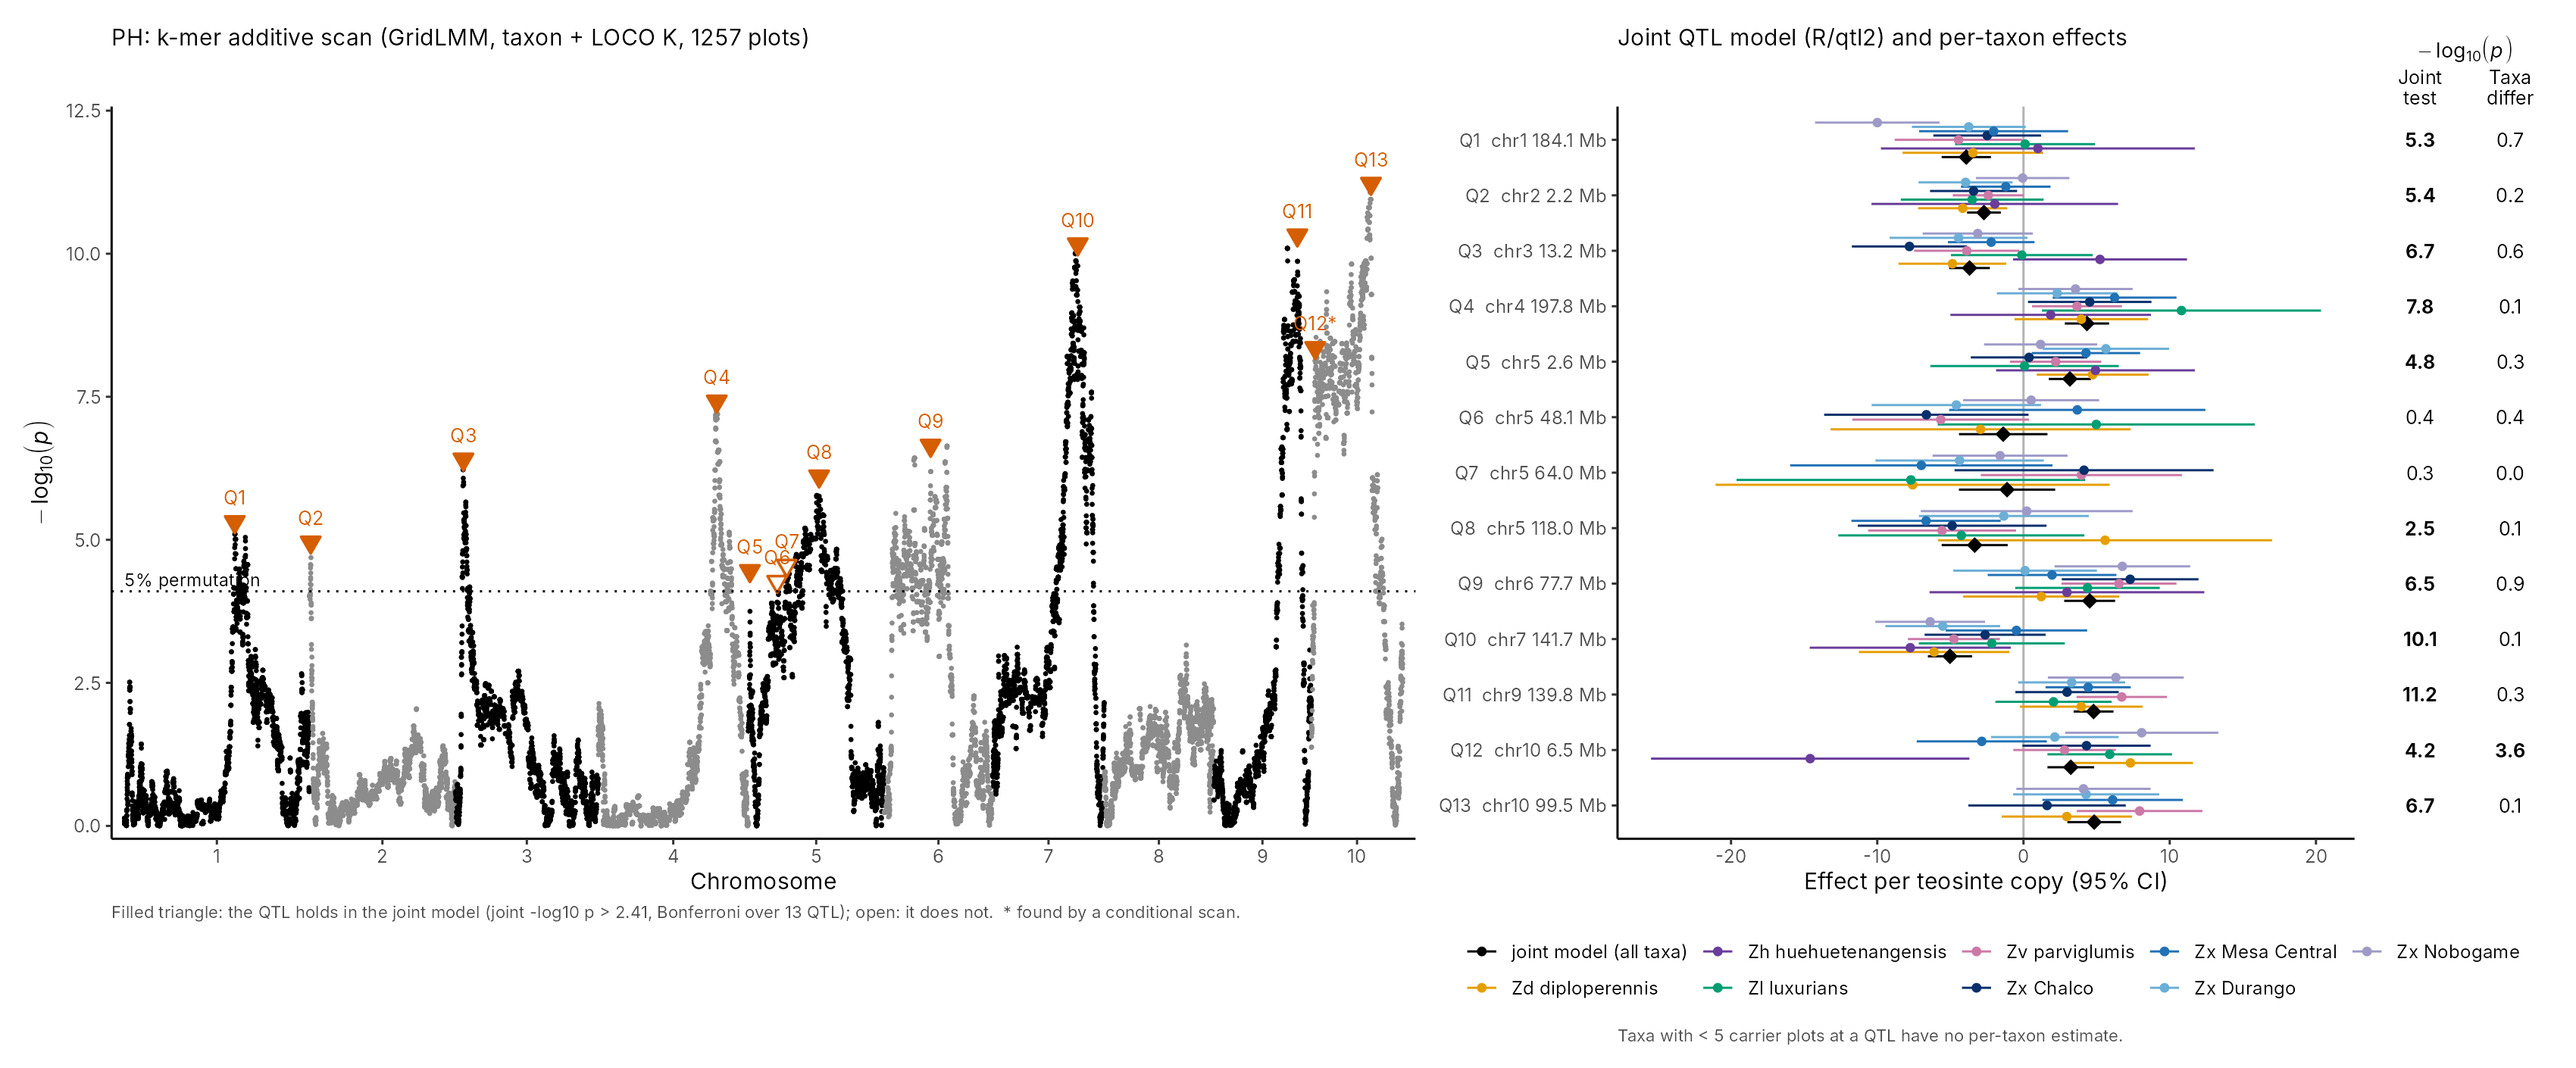 PH: k-mer additive scan (GridLMM, taxon + LOCO K, 1257 plots)
− log10(p)
12.5
10.0
7.5
5.0
2.5
0.0
5% permutation
Q1
Q2
Q3
Q4
Q5
Q6
Q7
Q8
Q9
Q10
Q11
Q12*
Q13
1
2
3
4
5
6
7
8
9
10
Chromosome
Filled triangle: the QTL holds in the joint model (joint -log10 p > 2.41, Bonferroni over 13 QTL); open: it does not. * found by a conditional scan.
Joint QTL model (R/qtl2) and per-taxon effects
− log10(p)
Joint test
Taxa differ
Q1 chr1 184.1 Mb 5.3 0.7
Q2 chr2 2.2 Mb 5.4 0.2
Q3 chr3 13.2 Mb 6.7 0.6
Q4 chr4 197.8 Mb 7.8 0.1
Q5 chr5 2.6 Mb 4.8 0.3
Q6 chr5 48.1 Mb 0.4 0.4
Q7 chr5 64.0 Mb 0.3 0.0
Q8 chr5 118.0 Mb 2.5 0.1
Q9 chr6 77.7 Mb 6.5 0.9
Q10 chr7 141.7 Mb 10.1 0.1
Q11 chr9 139.8 Mb 11.2 0.3
Q12 chr10 6.5 Mb 4.2 3.6
Q13 chr10 99.5 Mb 6.7 0.1
-20
-10
0
10
20
Effect per teosinte copy (95% CI)
joint model (all taxa) Zh huehuetenangensis Zv parviglumis Zx Mesa Central Zx Nobogame
Zd diploperennis Zl luxurians Zx Chalco Zx Durango
Taxa with < 5 carrier plots at a QTL have no per-taxon estimate.